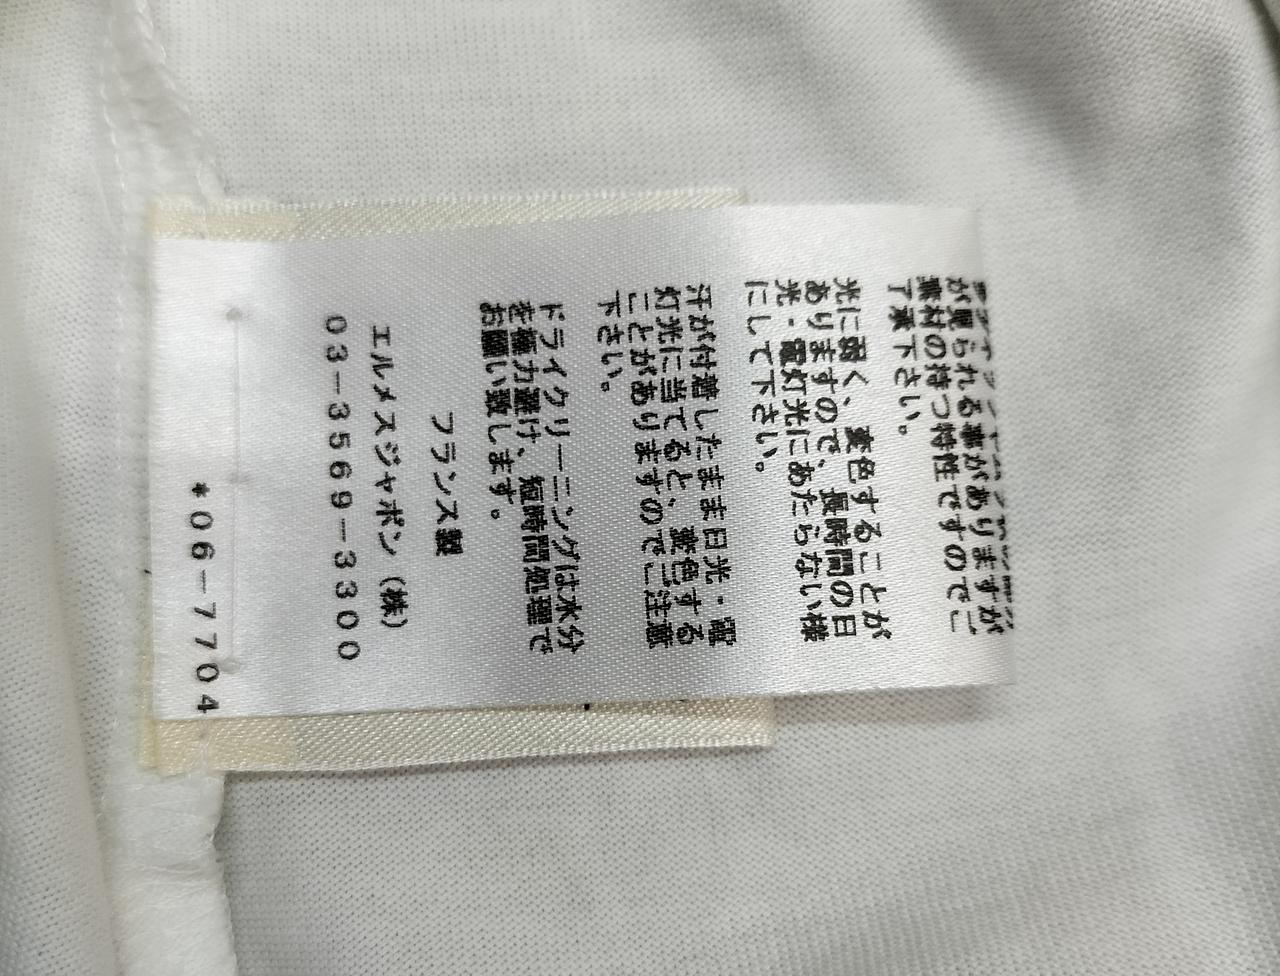 が見られる事がありますが
素材の持つ特性ですのでご
了承下さい。
光に弱く、変色することが
ありますので、長時間の日
光・電灯光にあたらない様
にして下さい。
汗が付着したまま日光・電
灯光に当てると、変色する
ことがありますのでご注意
下さい。
ドライクリーニングは水分
を極力避け、短時間処理で
お願い致します。
フランス製
エルメスジャポン(株)
03-3569-3300
*06-7704